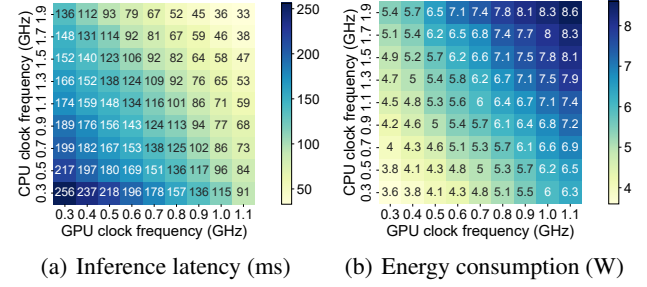 CPU clock frequency (GHz)
1.9 136 112 93 79 67 52 45 36 33
1.7 148 131 114 92 81 67 59 46 38
1.5 152 140 123 106 92 82 64 58 47
1.3 166 152 138 124 109 92 76 65 53
1.1 174 159 148 134 116 101 86 71 59
0.9 189 176 156 143 124 113 94 77 68
0.7 199 182 167 153 138 125 102 86 73
0.5 217 197 180 169 151 136 117 96 84
0.3 256 237 218 196 178 157 136 115 91
0.3 0.4 0.5 0.6 0.7 0.8 0.9 1.0 1.1
GPU clock frequency (GHz)
250
200
150
100
50
(a) Inference latency (ms)
CPU clock frequency (GHz)
1.9 5.4 5.7 6.5 7.1 7.4 7.8 8.1 8.3 8.6
1.7 5.1 5.4 6.2 6.5 6.8 7.4 7.7 8 8.3
1.5 4.9 5.2 5.7 6.2 6.6 7.1 7.5 7.8 8.1
1.3 4.7 5 5.4 5.8 6.2 6.7 7.1 7.5 7.9
1.1 4.5 4.8 5.3 5.6 6 6.4 6.7 7.1 7.4
0.9 4.2 4.6 5 5.4 5.7 6.1 6.4 6.8 7.2
0.7 4 4.3 4.6 5.1 5.3 5.7 6.1 6.6 6.9
0.5 3.8 4.1 4.3 4.8 5 5.3 5.7 6.2 6.5
0.3 3.6 3.8 4.1 4.3 4.8 5.1 5.5 6 6.3
0.3 0.4 0.5 0.6 0.7 0.8 0.9 1.0 1.1
GPU clock frequency (GHz)
8
7
6
5
4
(b) Energy consumption (W)